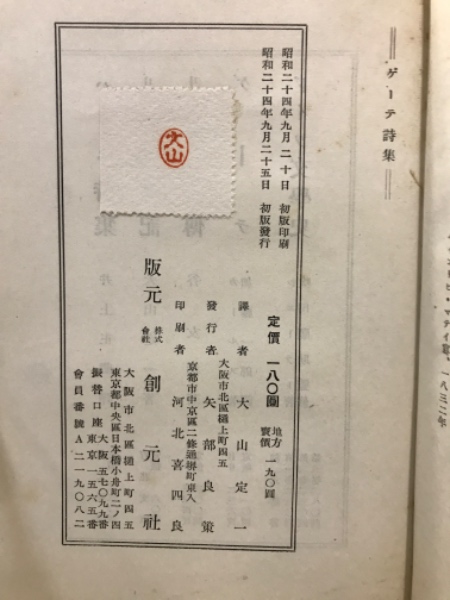 ゲーテ詩集
昭和二十四年九月二十日 初版印刷
昭和二十四年九月二十五日 初版發行
定價 一八〇圓
地方賣價 一九〇圓
譯者 大山定一
大阪市北區樋上町四五
發行者 矢部良策
京都市中京區二條通堺町東入
印刷者 河北喜四良
版元 株式會社 創元社
大阪市北區樋上町四五
東京都中央區日本橋小舟町二ノ四
振替口座 大阪五七〇九九番
東京一五六五番
會員番號A二一九〇八二
大山
一八三二年